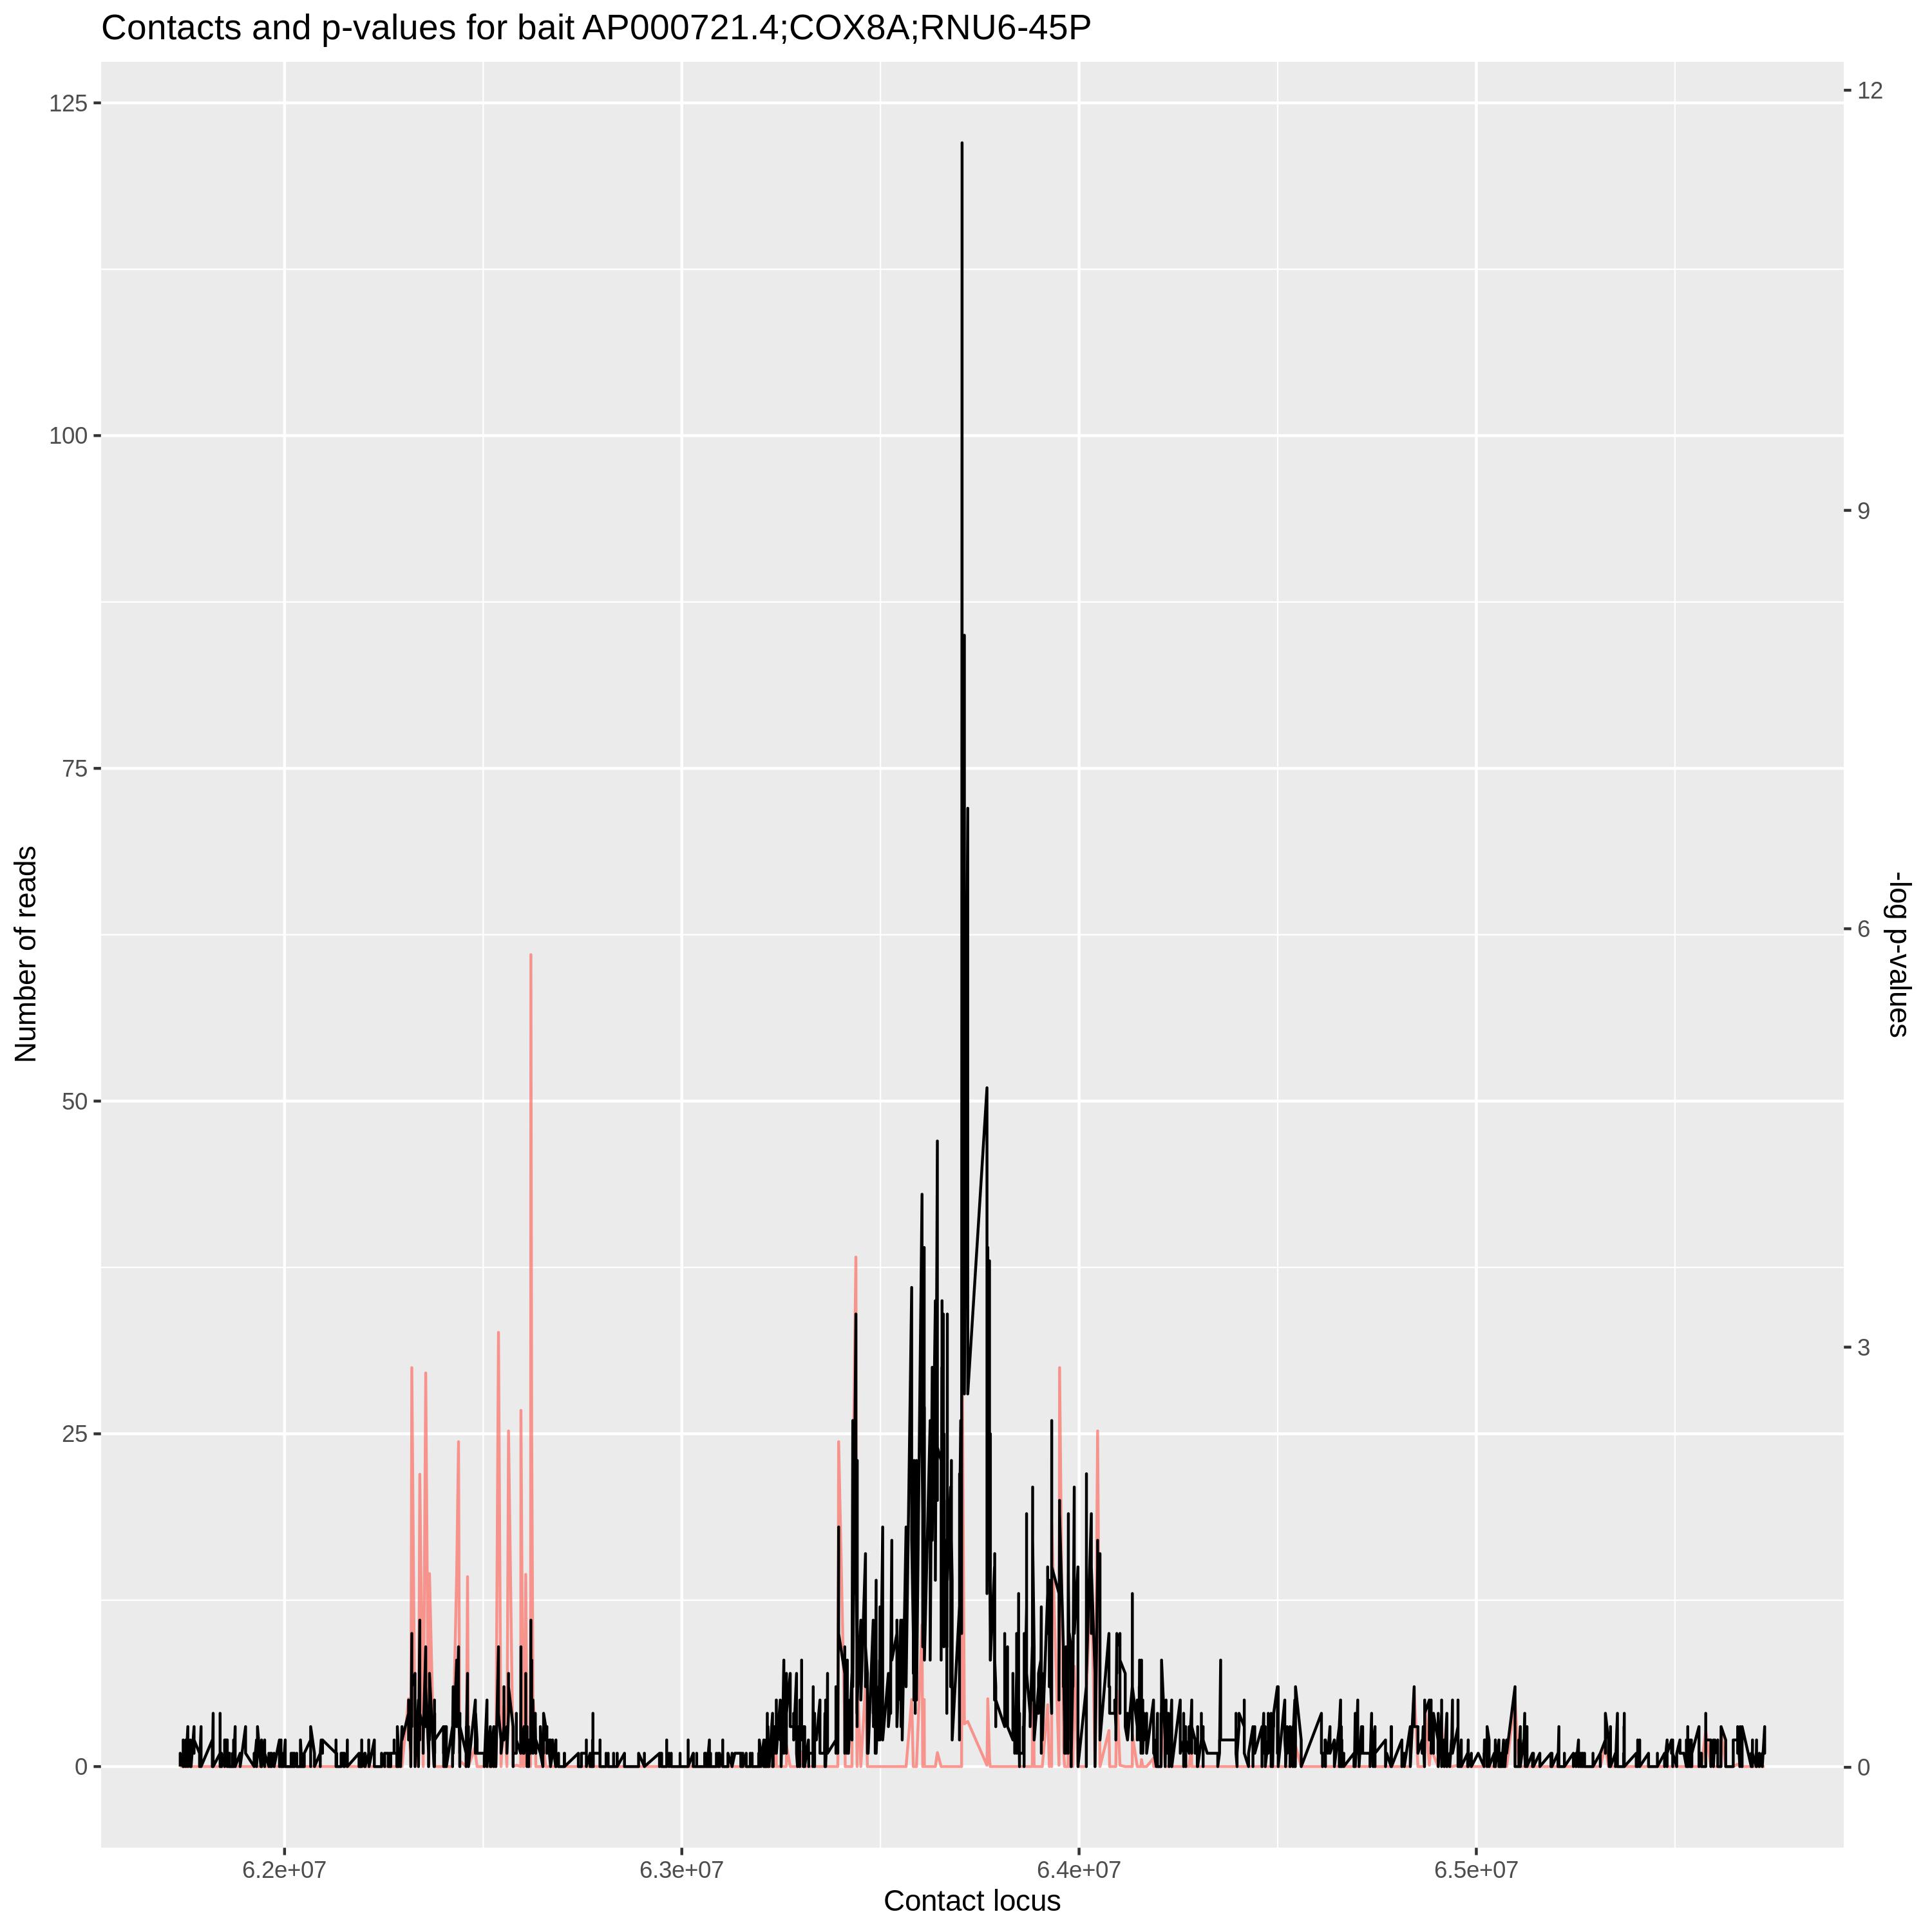 Contacts and p-values for bait AP000721.4;COX8A;RNU6-45P
125
100
75
50
25
0
Number of reads
12
9
6
3
0
-log p-values
6.2e+07
6.3e+07
6.4e+07
6.5e+07
Contact locus